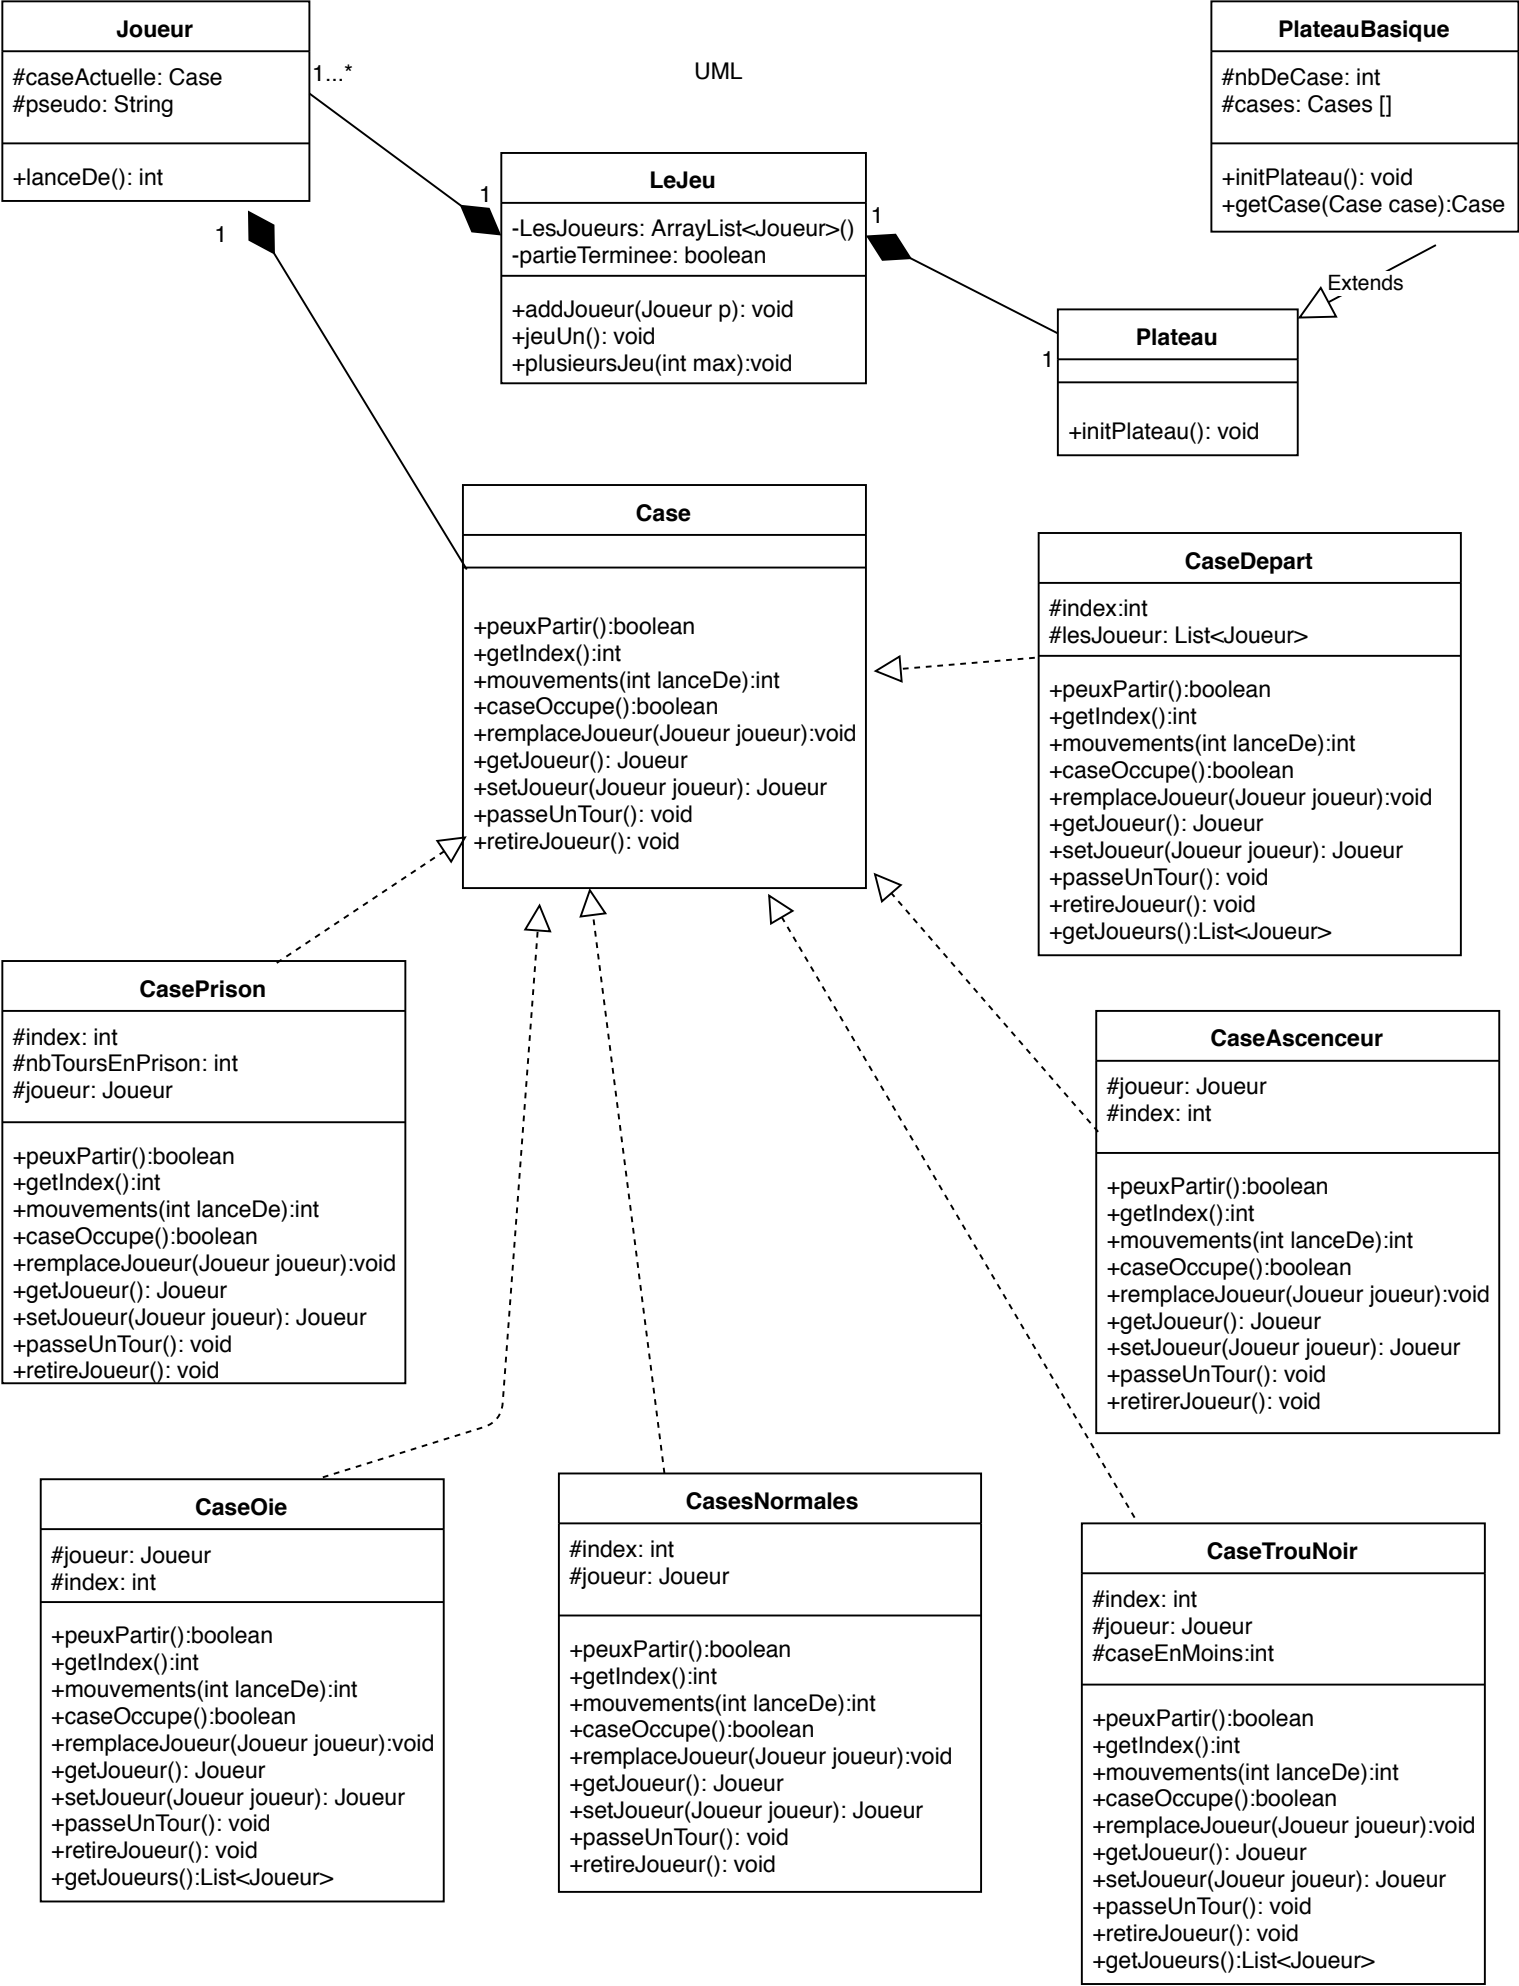 Joueur
#caseActuelle: Case
#pseudo: String
+lanceDe(): int
1...*
UML
PlateauBasique
#nbDeCase: int
#cases: Cases []
+initPlateau(): void
+getCase(Case case):Case
1
LeJeu
-LesJoueurs: ArrayList<Joueur>()
-partieTerminee: boolean
+addJoueur(Joueur p): void
+jeuUn(): void
+plusieursJeu(int max):void
1
1
Extends
Plateau
+initPlateau(): void
1
Case
+peuxPartir():boolean
+getIndex():int
+mouvements(int lanceDe):int
+caseOccupe():boolean
+remplaceJoueur(Joueur joueur):void
+getJoueur(): Joueur
+setJoueur(Joueur joueur): Joueur
+passeUnTour(): void
+retireJoueur(): void
CaseDepart
#index:int
#lesJoueur: List<Joueur>
+peuxPartir():boolean
+getIndex():int
+mouvements(int lanceDe):int
+caseOccupe():boolean
+remplaceJoueur(Joueur joueur):void
+getJoueur(): Joueur
+setJoueur(Joueur joueur): Joueur
+passeUnTour(): void
+retireJoueur(): void
+getJoueurs():List<Joueur>
CasePrison
#index: int
#nbToursEnPrison: int
#joueur: Joueur
+peuxPartir():boolean
+getIndex():int
+mouvements(int lanceDe):int
+caseOccupe():boolean
+remplaceJoueur(Joueur joueur):void
+getJoueur(): Joueur
+setJoueur(Joueur joueur): Joueur
+passeUnTour(): void
+retireJoueur(): void
CaseAscenceur
#joueur: Joueur
#index: int
+peuxPartir():boolean
+getIndex():int
+mouvements(int lanceDe):int
+caseOccupe():boolean
+remplaceJoueur(Joueur joueur):void
+getJoueur(): Joueur
+setJoueur(Joueur joueur): Joueur
+passeUnTour(): void
+retirerJoueur(): void
CaseOie
#joueur: Joueur
#index: int
+peuxPartir():boolean
+getIndex():int
+mouvements(int lanceDe):int
+caseOccupe():boolean
+remplaceJoueur(Joueur joueur):void
+getJoueur(): Joueur
+setJoueur(Joueur joueur): Joueur
+passeUnTour(): void
+retireJoueur(): void
+getJoueurs():List<Joueur>
CasesNormales
#index: int
#joueur: Joueur
+peuxPartir():boolean
+getIndex():int
+mouvements(int lanceDe):int
+caseOccupe():boolean
+remplaceJoueur(Joueur joueur):void
+getJoueur(): Joueur
+setJoueur(Joueur joueur): Joueur
+passeUnTour(): void
+retireJoueur(): void
CaseTrouNoir
#index: int
#joueur: Joueur
#caseEnMoins:int
+peuxPartir():boolean
+getIndex():int
+mouvements(int lanceDe):int
+caseOccupe():boolean
+remplaceJoueur(Joueur joueur):void
+getJoueur(): Joueur
+setJoueur(Joueur joueur): Joueur
+passeUnTour(): void
+retireJoueur(): void
+getJoueurs():List<Joueur>